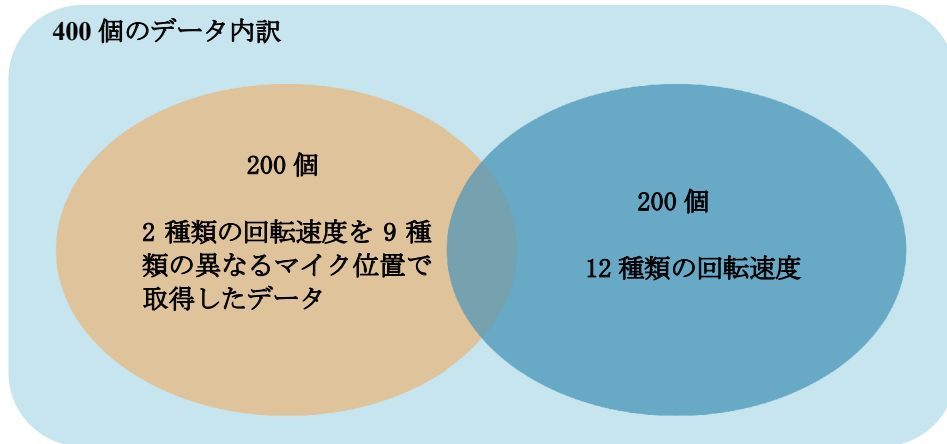 400 個のデータ内訳
200 個
2 種類の回転速度を 9 種
類の異なるマイク位置で
取得したデータ
200 個
12 種類の回転速度